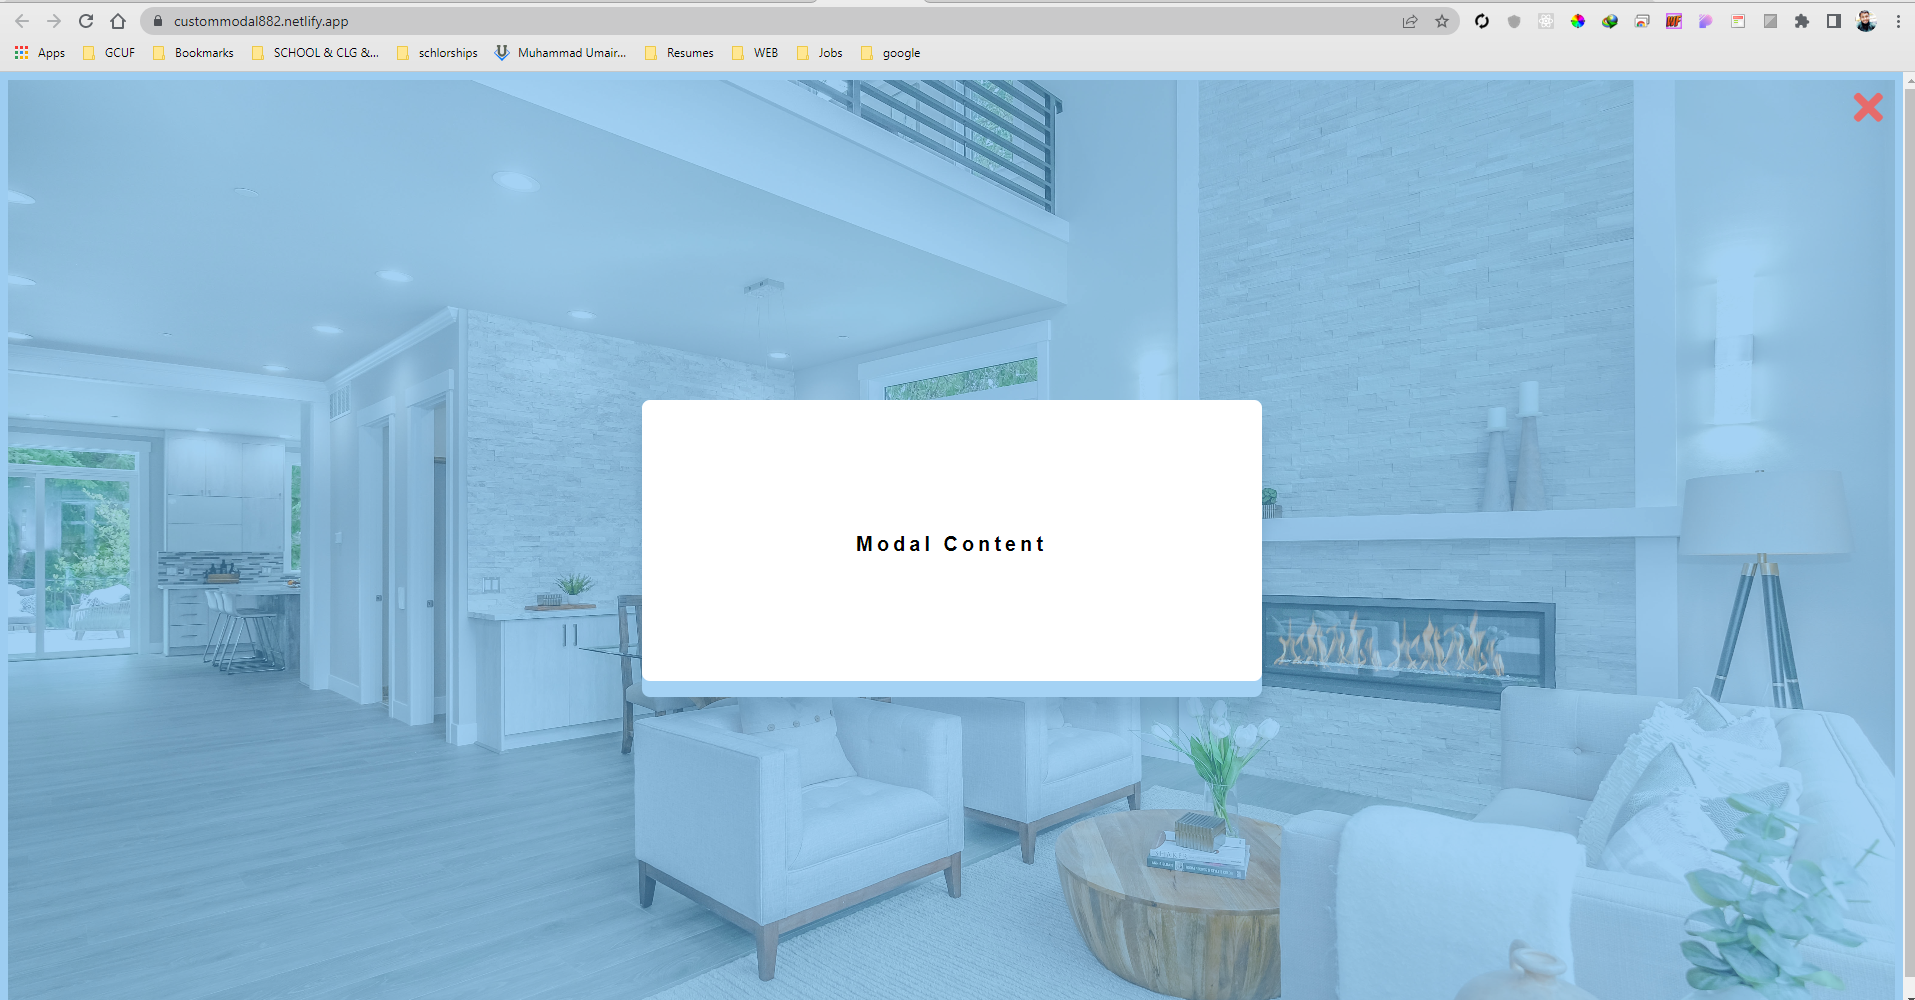 custommodal882.netlify.app
Apps GCUF Bookmarks SCHOOL & CLG &... schlorships Muhammad Umair... Resumes WEB Jobs google
Modal Content